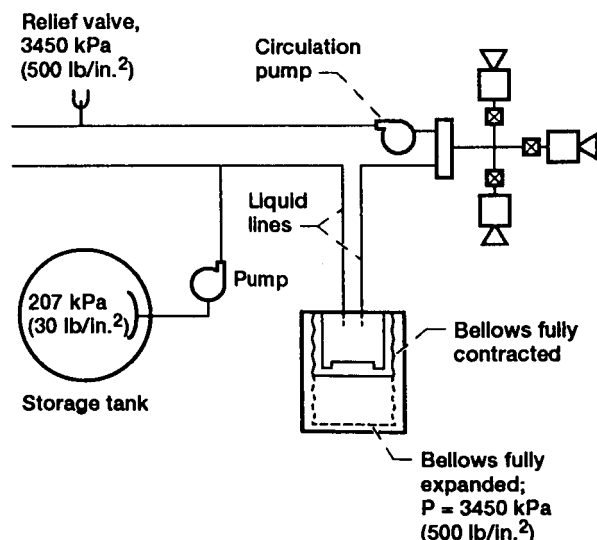 Relief valve,
3450 kPa
(500 lb/in.2)
Circulation
pump
Liquid
lines
Pump
207 kPa
(30 lb/in.2)
Storage tank
Bellows fully
contracted
Bellows fully
expanded;
P = 3450 kPa
(500 lb/in.2)